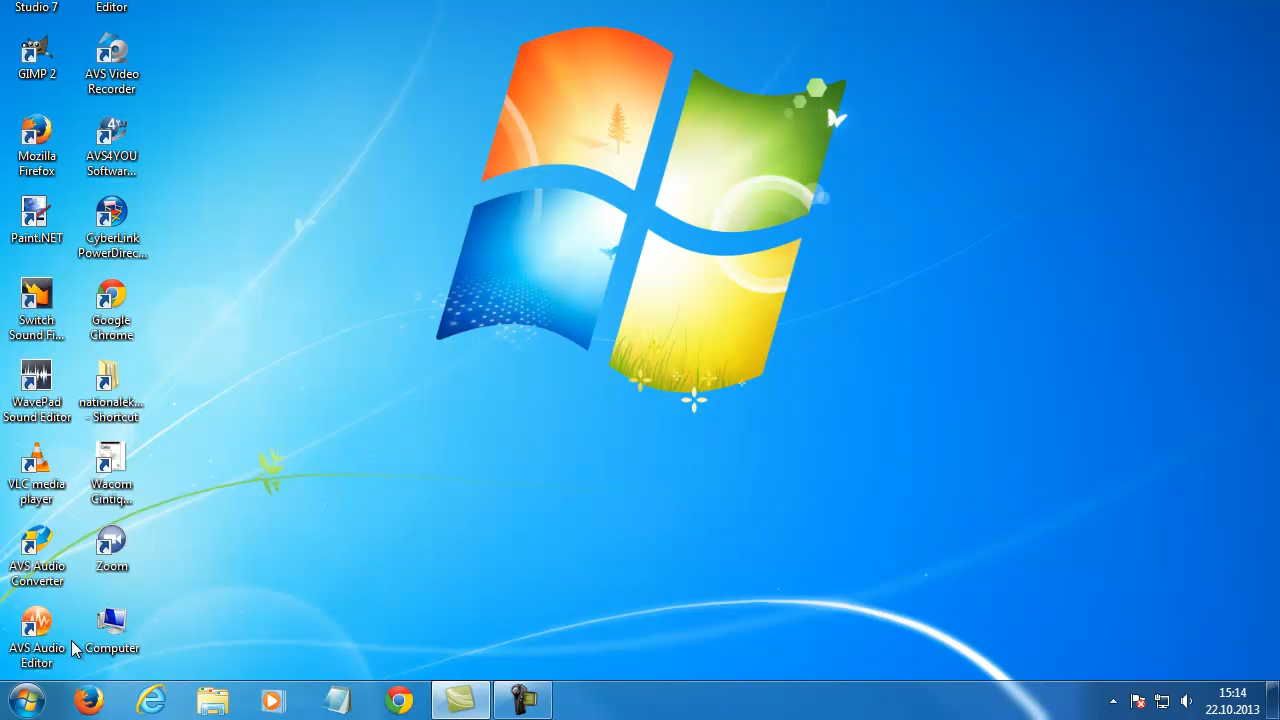 Studio 7
Editor
GIMP 2
AVS Video
Recorder
Mozilla
Firefox
AVS4YOU
Softwar...
Paint.NET
CyberLink
PowerDirec...
Switch
Sound Fi...
Google
Chrome
WavePad
Sound Editor
nationalek...
- Shortcut
VLC media
player
Wacom
Cintiq...
AVS Audio
Converter
Zoom
AVS Audio
Editor
Computer
15:14
22.10.2013